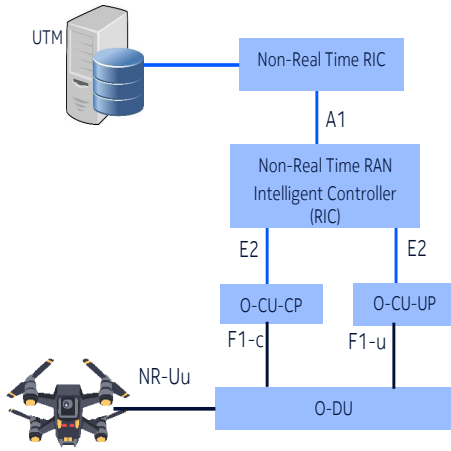 UTM
Non-Real Time RIC
A1
Non-Real Time RAN
Intelligent Controller
(RIC)
E2
E2
O-CU-CP
O-CU-UP
F1-c
F1-u
NR-Uu
O-DU